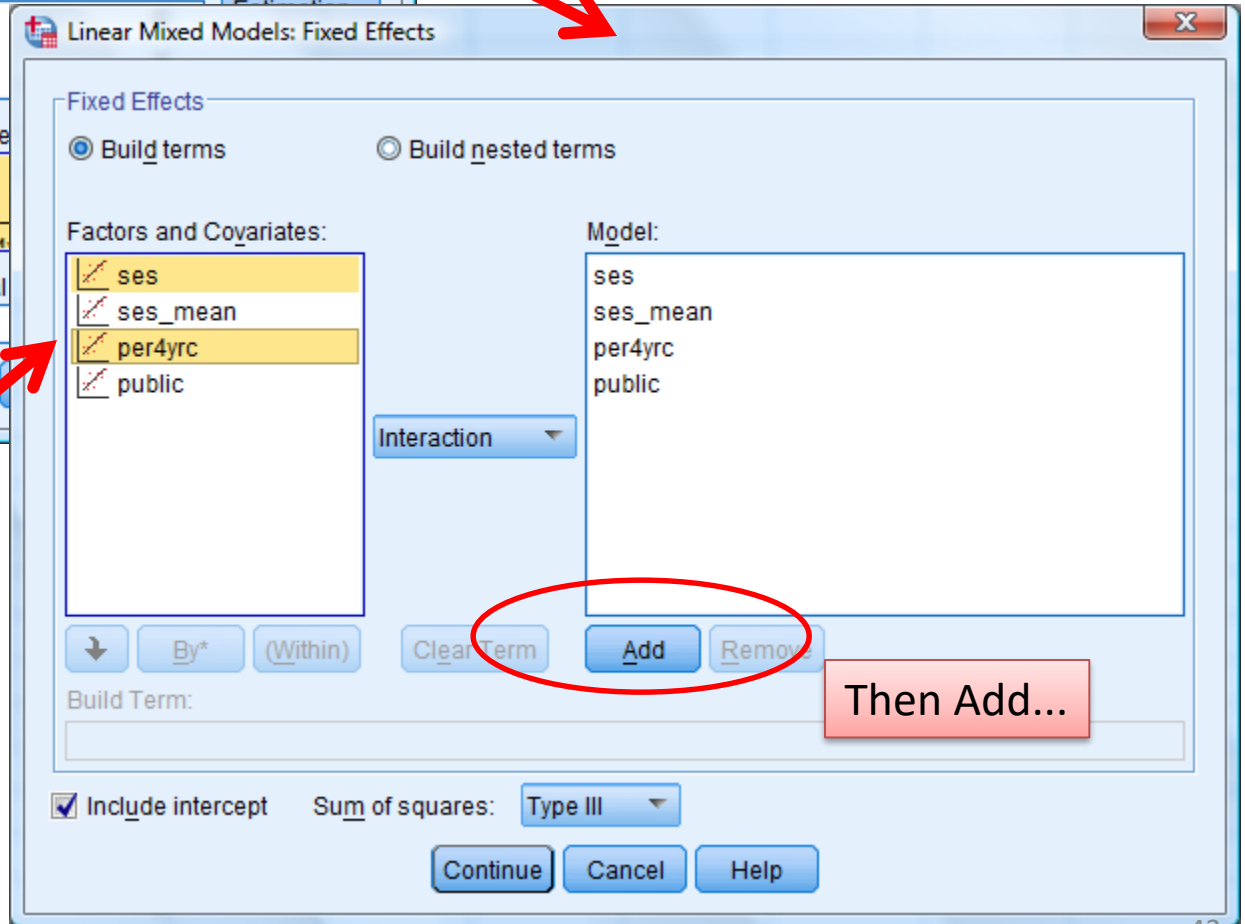 Linear Mixed Models: Fixed Effects
Fixed Effects
Build terms Build nested terms
Factors and Covariates: Model:
ses ses
ses_mean ses_mean
per4yrc per4yrc
public public
Interaction
By* (Within) Clear Term Add Remove
Build Term:
Then Add...
Include intercept Sum of squares: Type III
Continue Cancel Help